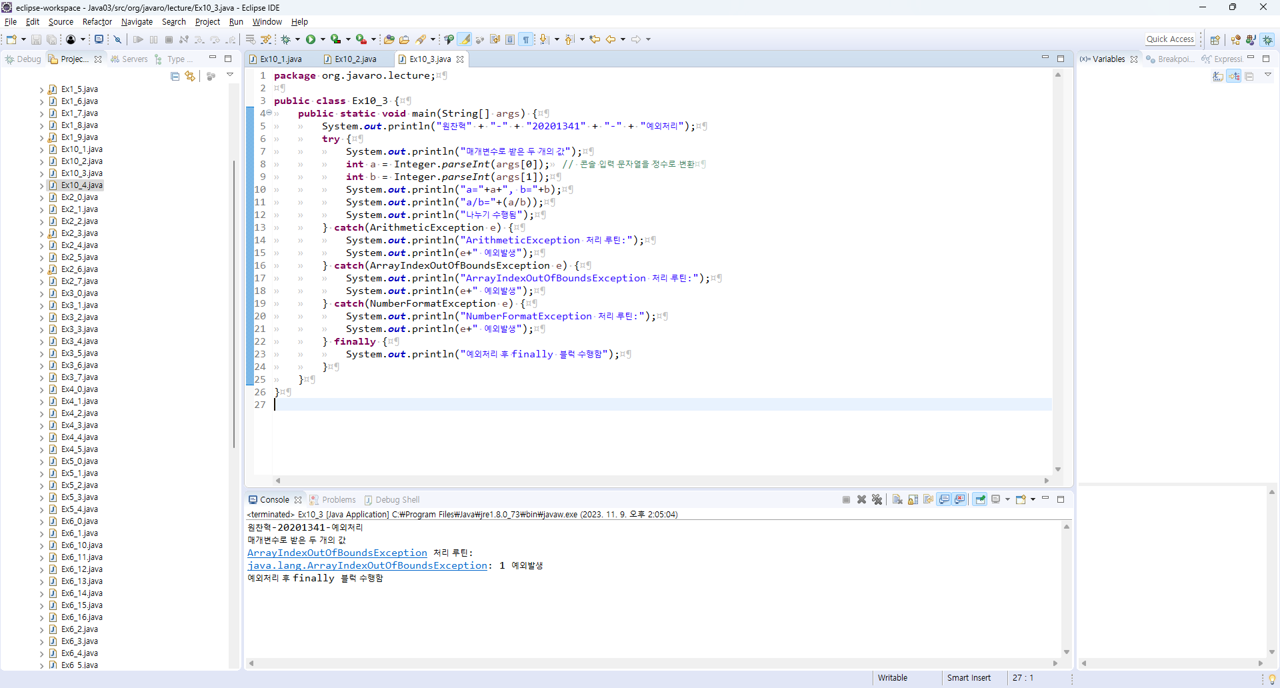 eclipse-workspace - Java03/src/org/javaro/lecture/Ex10_3.java - Eclipse IDE
File Edit Source Refactor Navigate Search Project Run Window Help
Quick Access
Debug Projec... Servers Type ...
Ex1_5.java
Ex1_6.java
Ex1_7.java
Ex1_8.java
Ex1_9.java
Ex10_1.java
Ex10_2.java
Ex10_3.java
Ex10_4.java
Ex2_0.java
Ex2_1.java
Ex2_2.java
Ex2_3.java
Ex2_4.java
Ex2_5.java
Ex2_6.java
Ex2_7.java
Ex3_0.java
Ex3_1.java
Ex3_2.java
Ex3_3.java
Ex3_4.java
Ex3_5.java
Ex3_6.java
Ex3_7.java
Ex4_0.java
Ex4_1.java
Ex4_2.java
Ex4_3.java
Ex4_4.java
Ex4_5.java
Ex5_0.java
Ex5_1.java
Ex5_2.java
Ex5_3.java
Ex5_4.java
Ex6_0.java
Ex6_1.java
Ex6_10.java
Ex6_11.java
Ex6_12.java
Ex6_13.java
Ex6_14.java
Ex6_15.java
Ex6_16.java
Ex6_2.java
Ex6_3.java
Ex6_4.java
Ex6_5.java
Ex10_1.java Ex10_2.java Ex10_3.java
1 package org.javaro.lecture;
2
3 public class Ex10_3 {
4 public static void main(String[] args) {
5 System.out.println("원찬혁" + "-" + "20201341" + "-" + "예외처리");
6 try {
7 System.out.println("매개변수로 받은 두 개의 값");
8 int a = Integer.parseInt(args[0]); // 콘솔 입력 문자열을 정수로 변환
9 int b = Integer.parseInt(args[1]);
10 System.out.println("a="+a+", b="+b);
11 System.out.println("a/b="+(a/b));
12 System.out.println("나누기 수행됨");
13 } catch(ArithmeticException e) {
14 System.out.println("ArithmeticException 처리 루틴:");
15 System.out.println(e+" 예외발생");
16 } catch(ArrayIndexOutOfBoundsException e) {
17 System.out.println("ArrayIndexOutOfBoundsException 처리 루틴:");
18 System.out.println(e+" 예외발생");
19 } catch(NumberFormatException e) {
20 System.out.println("NumberFormatException 처리 루틴:");
21 System.out.println(e+" 예외발생");
22 } finally {
23 System.out.println("예외처리 후 finally 블럭 수행함");
24 }
25 }
26 }
27
(x)= Variables Breakpoi... Expressi
Console Problems Debug Shell
<terminated> Ex10_3 [Java Application] C:₩Program Files₩Java₩jre1.8.0_73₩bin₩javaw.exe (2023. 11. 9. 오후 2:05:04)
원찬혁-20201341-예외처리
매개변수로 받은 두 개의 값
ArrayIndexOutOfBoundsException 처리 루틴:
java.lang.ArrayIndexOutOfBoundsException: 1 예외발생
예외처리 후 finally 블럭 수행함
Writable Smart Insert 27 : 1